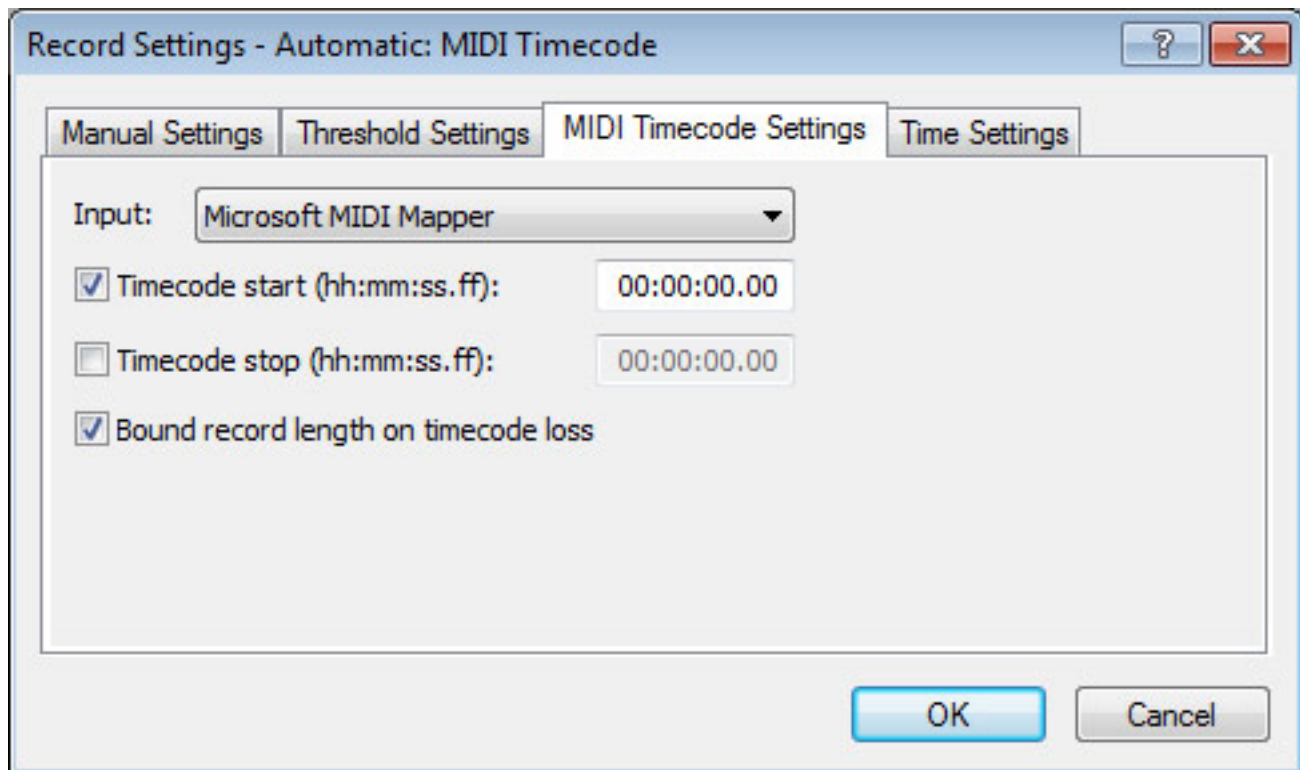 Record Settings - Automatic: MIDI Timecode
Manual Settings Threshold Settings MIDI Timecode Settings Time Settings
Input: Microsoft MIDI Mapper
Timecode start (hh:mm:ss.ff): 00:00:00.00
Timecode stop (hh:mm:ss.ff): 00:00:00.00
Bound record length on timecode loss
OK Cancel